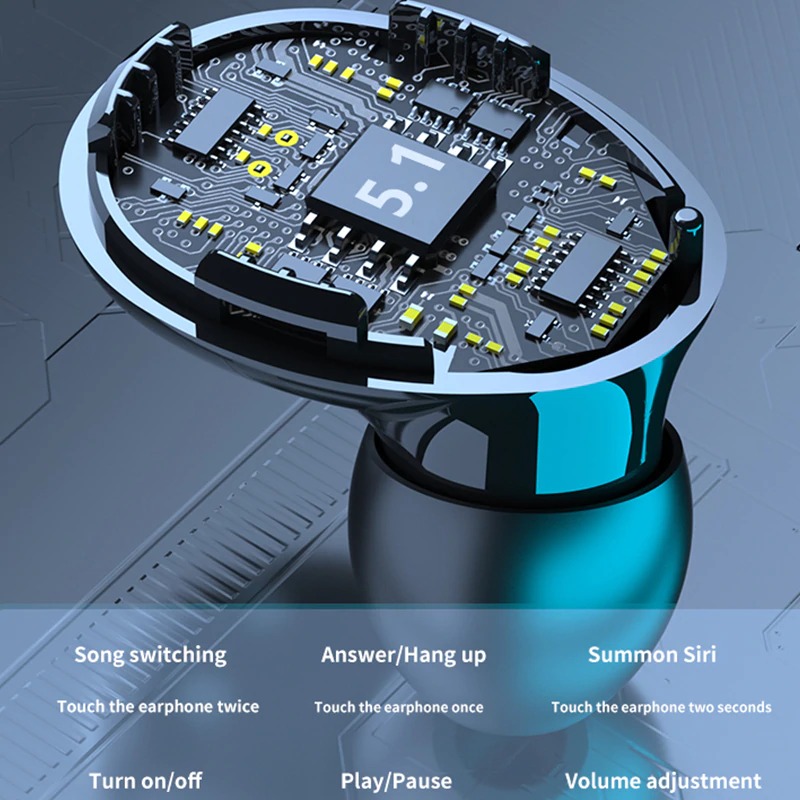 5.1
Song switching
Answer/Hang up
Summon Siri
Touch the earphone twice
Touch the earphone once
Touch the earphone two seconds
Turn on/off
Play/Pause
Volume adjustment